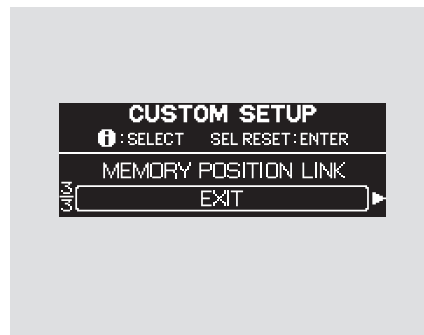 CUSTOM SETUP
i:SELECT SEL RESET:ENTER
MEMORY POSITION LINK
3/3 EXIT